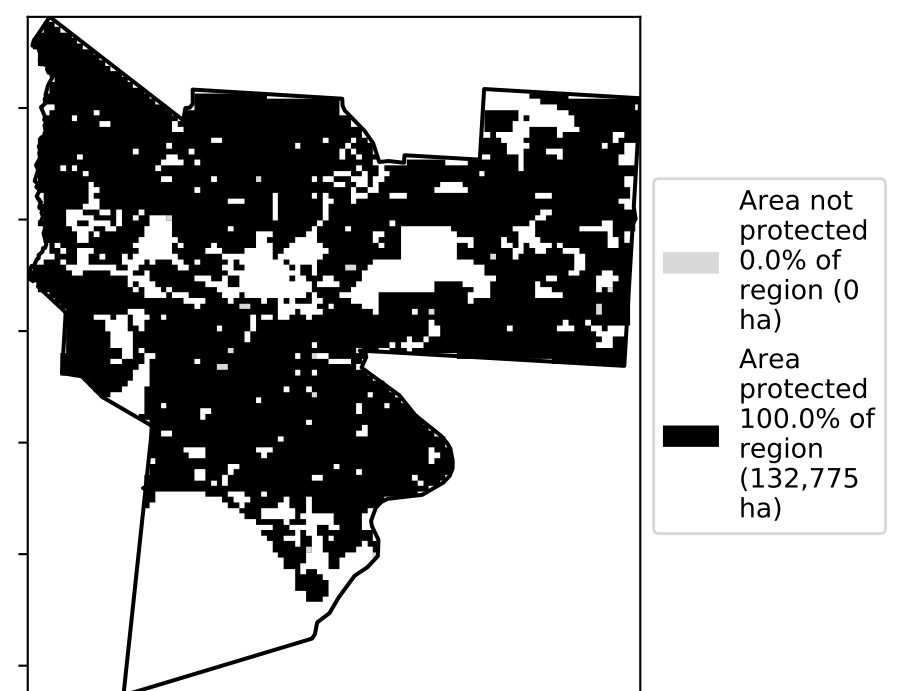 Area not
protected
0.0% of
region (0
ha)
Area
protected
100.0% of
region
(132,775
ha)